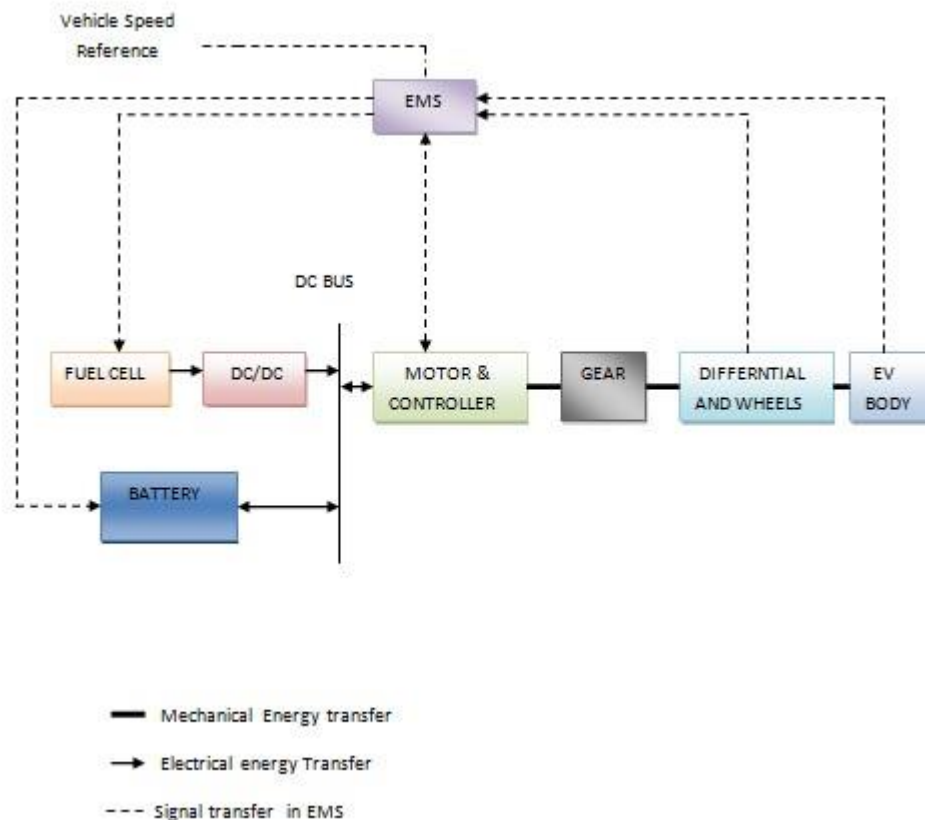 Vehicle Speed
Reference
EMS
DC BUS
FUEL CELL
DC/DC
MOTOR &
CONTROLLER
GEAR
DIFFERNTIAL
AND WHEELS
EV
BODY
BATTERY
Mechanical Energy transfer
Electrical energy Transfer
Signal transfer in EMS